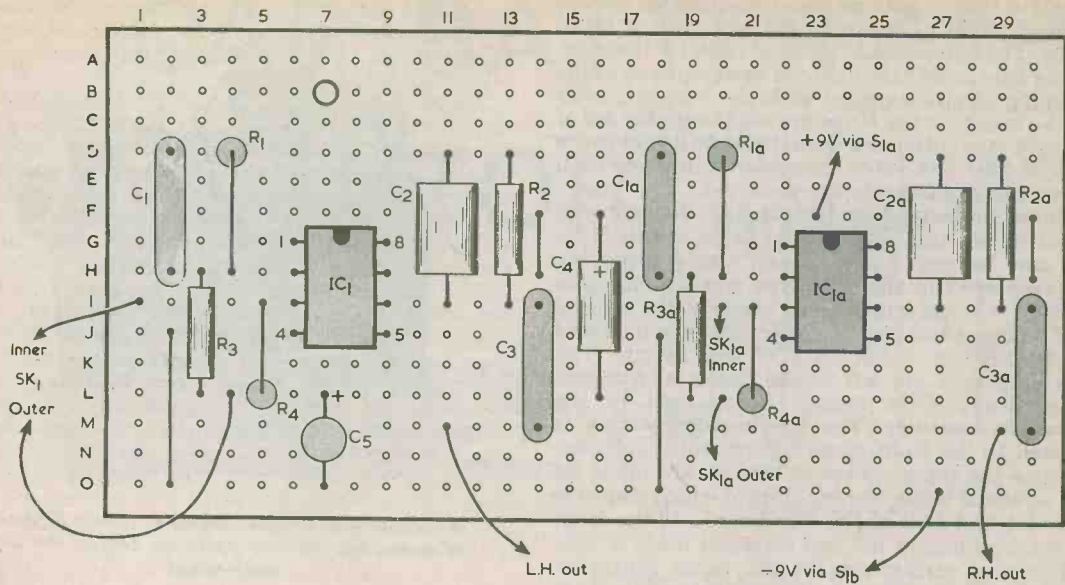 1 3 5 7 9 11 13 15 17 19 21 23 25 27 29
A
B
C
D
E
F
G
H
I
J
K
L
M
N
O
R1
C1
R3
R4
1
4
8
5
IC1
+
C5
C2
R2
C3
C4
+
C1a
R1a
R3a
SK1a
Inner
R4a
SK1a Outer
+9V via S1a
1
4
8
5
IC1a
C2a
R2a
C3a
Inner
SK1
Outer
L.H. out
−9V via S1b
R.H. out